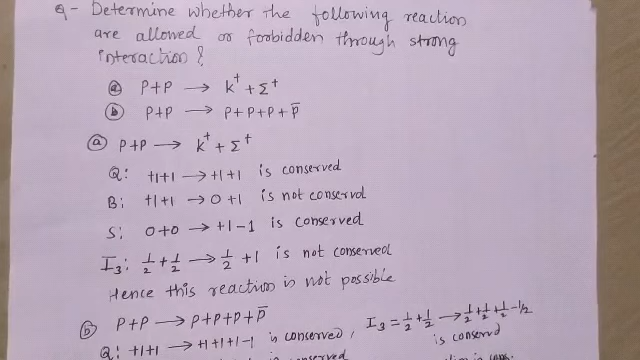 Q- Determine whether the following reaction
are allowed or forbidden through strong
interaction?
ⓐ P+P → K⁺ + Σ⁺
ⓑ P+P → P+P+P+P̅
ⓐ P+P → K⁺ + Σ⁺
Q: +1+1 → +1+1 is conserved
B: +1+1 → 0+1 is not conservd
S: 0+0 → +1-1 is conserved
I₃: ½+½ → ½+1 is not conserved
Hence this reaction is not possible
ⓑ P+P → P+P+P+P̅
Q: +1+1 → +1+1+1-1 is conserved, I₃ = ½+½ → ½+½+½-1/2
is conservd